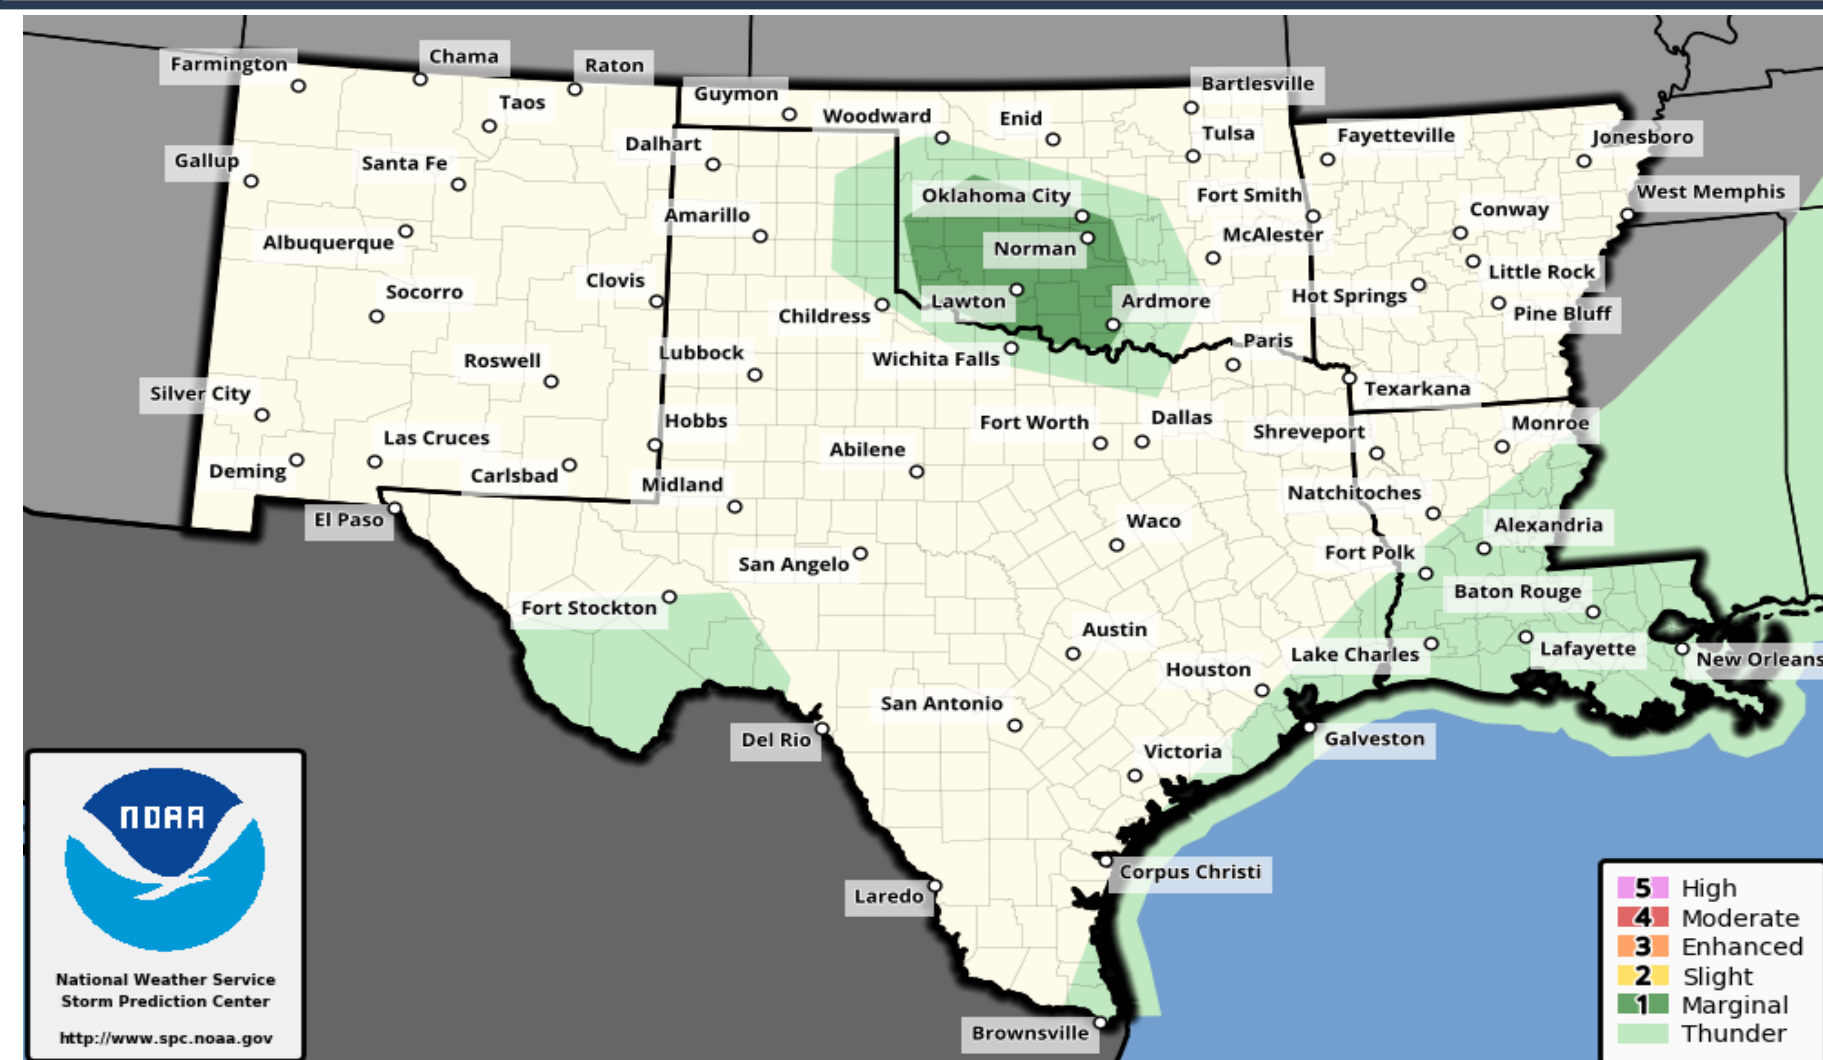 Farmington
Chama
Raton
Taos
Guymon
Woodward
Enid
Bartlesville
Tulsa
Fayetteville
Jonesboro
Dalhart
Gallup
Santa Fe
Oklahoma City
Fort Smith
West Memphis
Amarillo
Conway
Albuquerque
Norman
McAlester
Clovis
Socorro
Lawton
Ardmore
Little Rock
Hot Springs
Pine Bluff
Childress
Lubbock
Wichita Falls
Paris
Roswell
Silver City
Texarkana
Hobbs
Fort Worth
Dallas
Shreveport
Monroe
Las Cruces
Abilene
Deming
Carlsbad
Midland
Natchitoches
El Paso
Waco
Alexandria
San Angelo
Fort Polk
Baton Rouge
Fort Stockton
Austin
Lake Charles
Lafayette
New Orleans
Houston
San Antonio
Del Rio
Galveston
Victoria
Corpus Christi
Laredo
Brownsville
NOAA
National Weather Service
Storm Prediction Center
http://www.spc.noaa.gov
5 High
4 Moderate
3 Enhanced
2 Slight
1 Marginal
Thunder